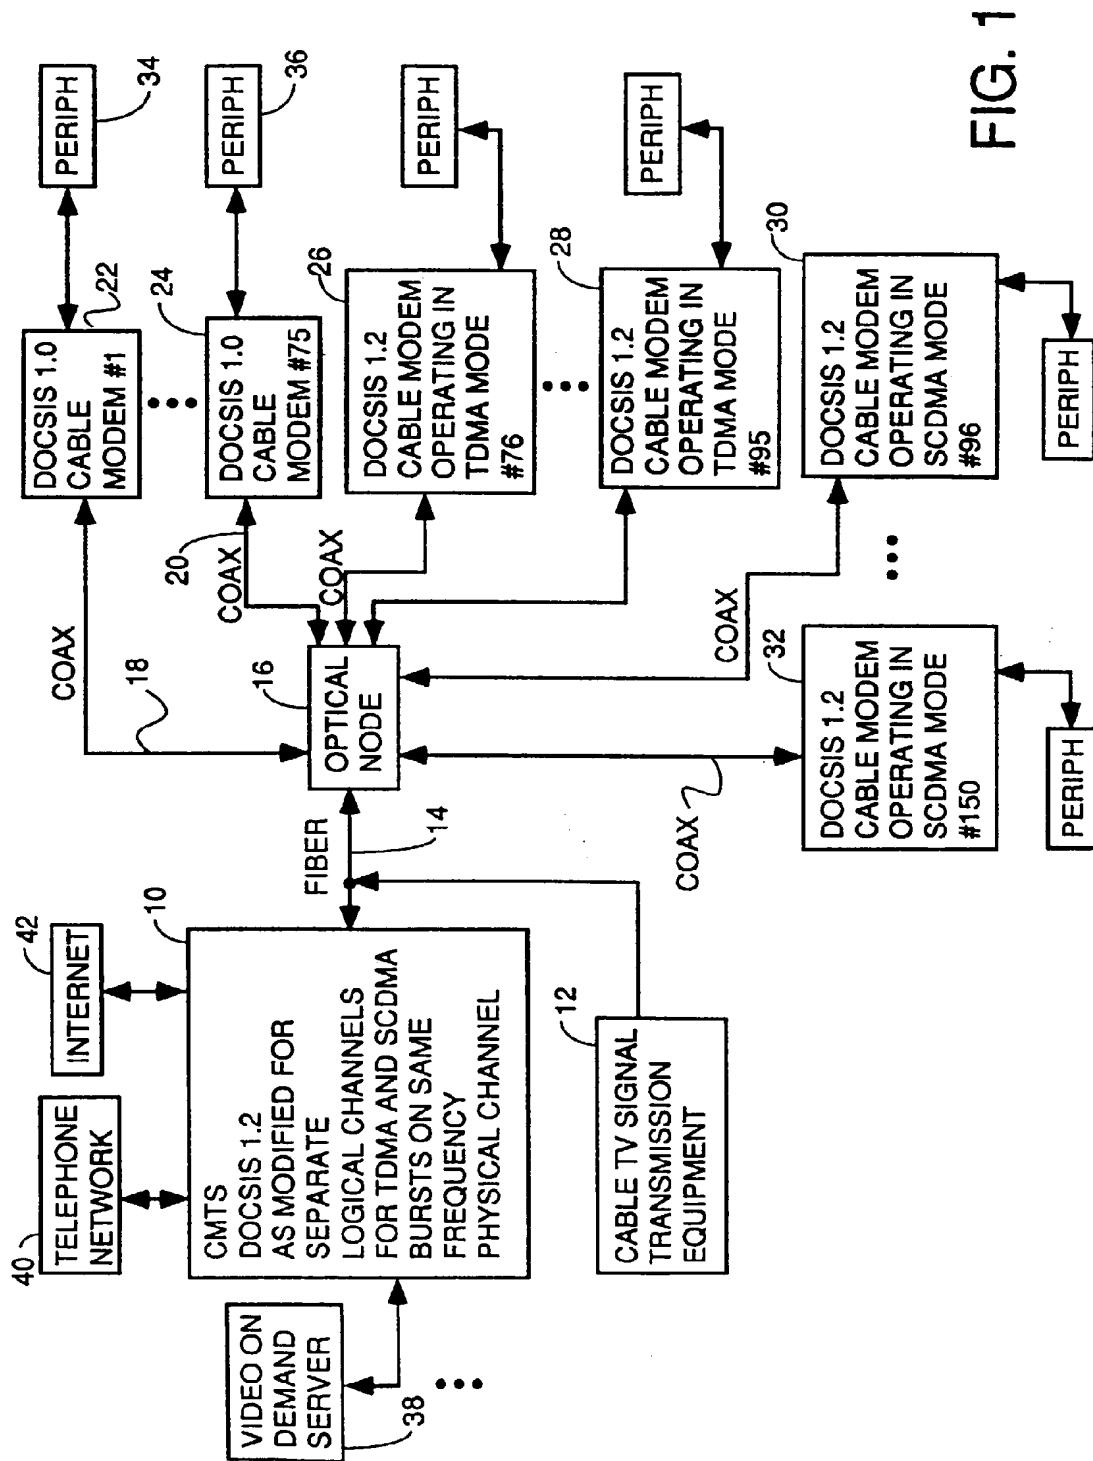 40
TELEPHONE
NETWORK
42
INTERNET
VIDEO ON
DEMAND
SERVER
38
10
CMTS
DOCSIS 1.2
AS MODIFIED FOR
SEPARATE
LOGICAL CHANNELS
FOR TDMA AND SCDMA
BURSTS ON SAME
FREQUENCY
PHYSICAL CHANNEL
12
CABLE TV SIGNAL
TRANSMISSION
EQUIPMENT
FIBER
14
16
OPTICAL
NODE
COAX
18
20
COAX
COAX
COAX
COAX
22
DOCSIS 1.0
CABLE
MODEM #1
PERIPH
34
24
DOCSIS 1.0
CABLE
MODEM #75
PERIPH
36
26
DOCSIS 1.2
CABLE MODEM
OPERATING IN
TDMA MODE
#76
PERIPH
28
DOCSIS 1.2
CABLE MODEM
OPERATING IN
TDMA MODE
#95
PERIPH
32
DOCSIS 1.2
CABLE MODEM
OPERATING IN
SCDMA MODE
#150
PERIPH
30
DOCSIS 1.2
CABLE MODEM
OPERATING IN
SCDMA MODE
#96
PERIPH
FIG. 1